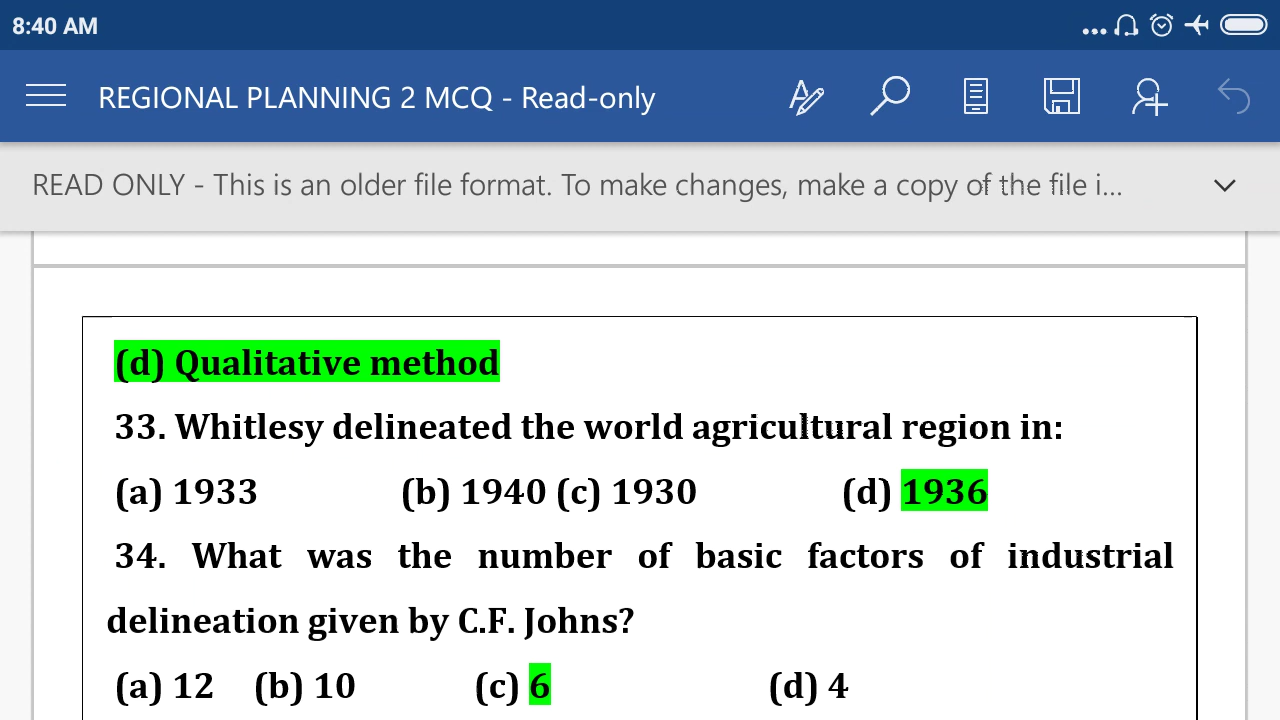 8:40 AM
REGIONAL PLANNING 2 MCQ - Read-only
READ ONLY - This is an older file format. To make changes, make a copy of the file i...
(d) Qualitative method
33. Whitlesy delineated the world agricultural region in:
(a) 1933 (b) 1940 (c) 1930 (d) 1936
34. What was the number of basic factors of industrial
delineation given by C.F. Johns?
(a) 12 (b) 10 (c) 6 (d) 4